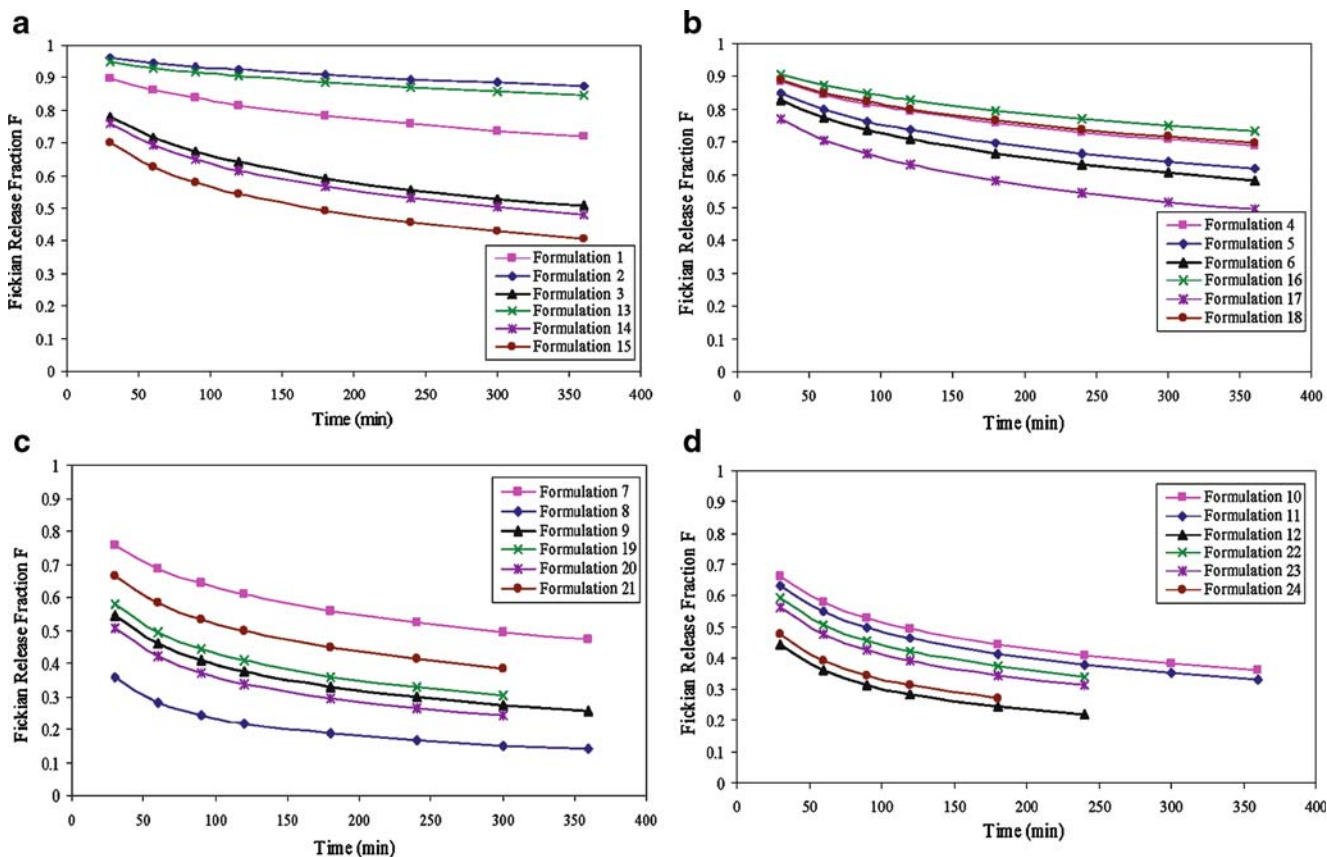 a
Fickian Release Fraction F
1
0.9
0.8
0.7
0.6
0.5
0.4
0.3
0.2
0.1
0
0 50 100 150 200 250 300 350 400
Time (min)
Formulation 1
Formulation 2
Formulation 3
Formulation 13
Formulation 14
Formulation 15
b
Fickian Release Fraction F
1
0.9
0.8
0.7
0.6
0.5
0.4
0.3
0.2
0.1
0
0 50 100 150 200 250 300 350 400
Time (min)
Formulation 4
Formulation 5
Formulation 6
Formulation 16
Formulation 17
Formulation 18
c
Fickian Release Fraction F
1
0.9
0.8
0.7
0.6
0.5
0.4
0.3
0.2
0.1
0
0 50 100 150 200 250 300 350 400
Time (min)
Formulation 7
Formulation 8
Formulation 9
Formulation 19
Formulation 20
Formulation 21
d
Fickian Release Fraction F
1
0.9
0.8
0.7
0.6
0.5
0.4
0.3
0.2
0.1
0
0 50 100 150 200 250 300 350 400
Time (min)
Formulation 10
Formulation 11
Formulation 12
Formulation 22
Formulation 23
Formulation 24